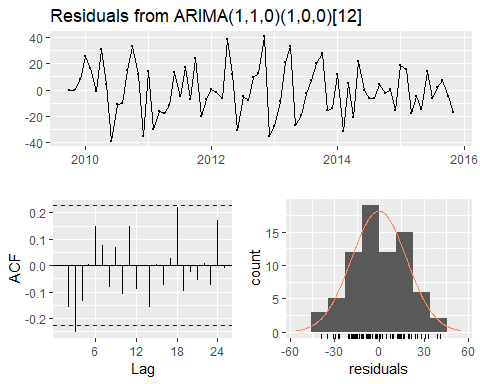 Residuals from ARIMA(1,1,0)(1,0,0)[12]
40
20
0
-20
-40
2010 2012 2014 2016
ACF
0.2
0.1
0.0
-0.1
-0.2
6 12 18 24
Lag
count
15
10
5
0
-60 -30 0 30 60
residuals